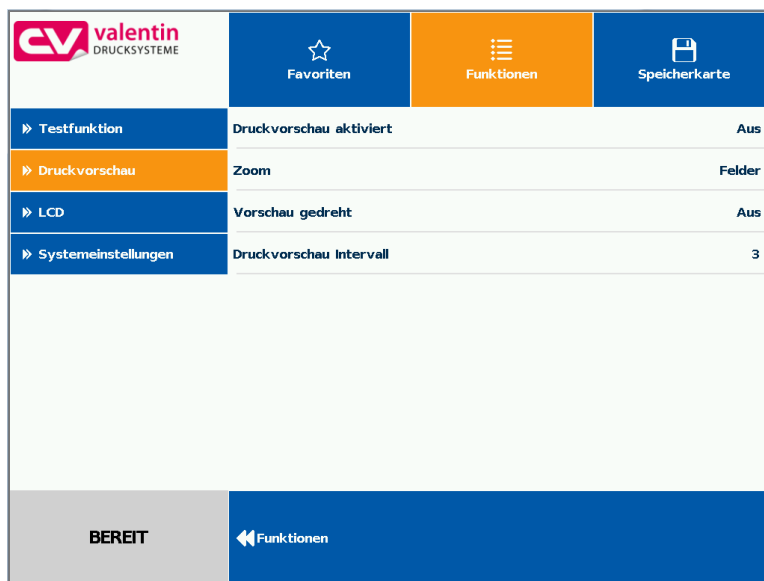 valentin
DRUCKSYSTEME
Favoriten
Funktionen
Speicherkarte
Testfunktion
Druckvorschau aktiviert Aus
Druckvorschau
Zoom Felder
LCD
Vorschau gedreht Aus
Systemeinstellungen
Druckvorschau Intervall 3
BEREIT
Funktionen